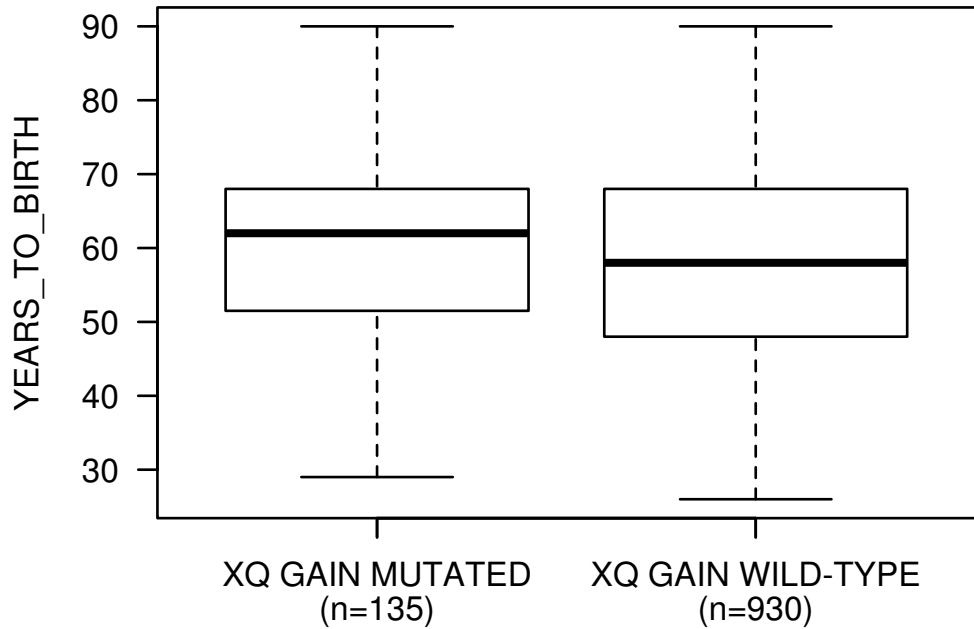 YEARS_TO_BIRTH
90
80
70
60
50
40
30
XQ GAIN MUTATED
(n=135)
XQ GAIN WILD-TYPE
(n=930)